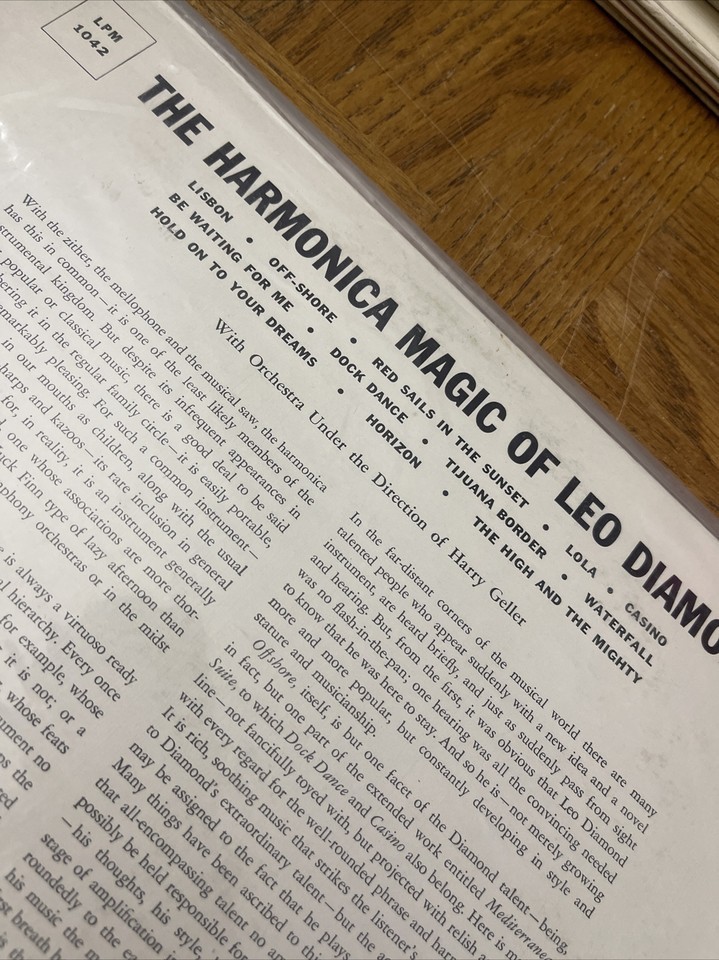 LPM
1042
THE HARMONICA MAGIC OF LEO DIAMO
LISBON • OFF-SHORE • RED SAILS IN THE SUNSET • LOLA • CASINO
BE WAITING FOR ME • DOCK DANCE • TIJUANA BORDER • WATERFALL
HOLD ON TO YOUR DREAMS • HORIZON • THE HIGH AND THE MIGHTY
With Orchestra Under the Direction of Harry Geller
With the zither, the mellophone and the musical saw, the harmonica
has this in common—it is one of the least likely members of the
strumental kingdom. But despite its infrequent appearances in
popular or classical music, there is a good deal to be said
bering it in the regular family circle—it is easily portable,
emarkably pleasing. For such a common instrument—
in our mouths as children, along with the usual
harps and kazoos—its rare inclusion in general
for, in reality, it is an instrument generally
one whose associations are more thor-
uck Finn type of lazy afternoon than
phony orchestras or in the midst
e is always a virtuoso ready
al hierarchy. Every once
for example, whose
it is not, or a
whose feats
ument no
ns the
In the far-distant corners of the musical world there are many
talented people who appear suddenly with a new idea and a novel
instrument, are heard briefly, and just as suddenly pass from sight
and hearing. But, from the first, it was obvious that Leo Diamond
was no flash-in-the-pan; one hearing was all the convincing needed
to know that he was here to stay. And so he is—not merely growing
more and more popular, but constantly developing in style and
stature and musicianship.
Offshore, itself, is but one facet of the Diamond talent—being,
in fact, but one part of the extended work entitled Mediterranea
Suite, to which Dock Dance and Casino also belong. Here is m
line—not fancifully toyed with, but projected with relish a
with every regard for the well-rounded phrase and harr
It is rich, soothing music that strikes the listener's
to Diamond's extraordinary talent—but the ac
may be assigned to the fact that he plays
Many things have been ascribed to this
that all-encompassing talent no ar
possibly be held responsible for
—his thoughts, his style,
stage of amplification i
roundedly to the ea
his music the m
rst breath b